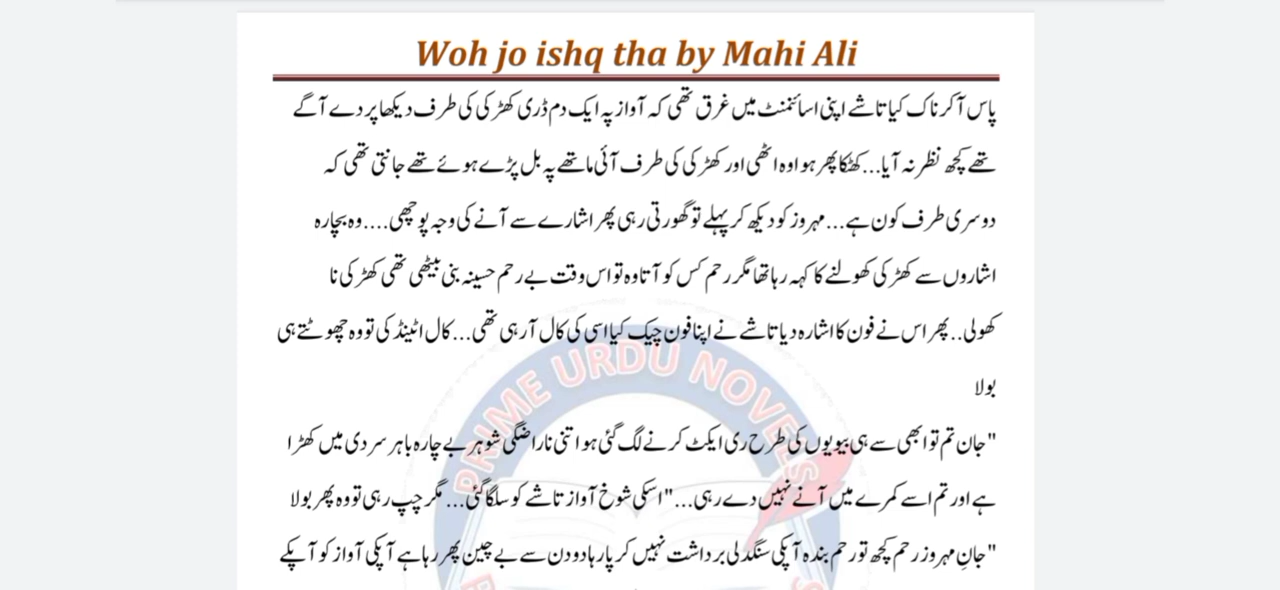 Woh jo ishq tha by Mahi Ali
پاس آکر ناک کیا تاشے اپنی اسائنمنٹ میں غرق تھی کہ آواز پہ ایک دم ڈری کھڑکی کی طرف دیکھا پر دے آگے
تھے کچھ نظر نہ آیا...کھٹکا پھر ہوا وہ اٹھی اور کھڑکی کی طرف آئی ماتھے پہ بل پڑے ہوئے تھے جانتی تھی کہ
دوسری طرف کون ہے...مہروز کو دیکھ کر پہلے تو گھورتی رہی پھر اشارے سے آنے کی وجہ پوچھی....وہ بچارہ
اشاروں سے کھڑکی کھولنے کا کہہ رہا تھا مگر رحم کس کو آتا وہ تو اس وقت بے رحم حسینہ بنی بیٹھی تھی کھڑکی نا
کھولی..پھر اس نے فون کا اشارہ دیا تاشے نے اپنا فون چیک کیا اسی کی کال آرہی تھی...کال اٹینڈ کی تو وہ چھوٹتے ہی
بولا
"جان تم تو ابھی سے ہی بیویوں کی طرح ری ایکٹ کرنے لگ گئی ہو اتنی ناراضگی شوہر بے چارہ باہر سردی میں کھڑا
ہے اور تم اسے کمرے میں آنے نہیں دے رہی..."اسکی شوخ آواز تاشے کو سلگا گئی...مگر چپ رہی تو وہ پھر بولا
"جانِ مہروز رحم کچھ تو رحم بندہ آپکی سنگدلی برداشت نہیں کر پا رہا دو دن سے بے چین پھر رہا ہے آپکی آواز کو آپکے
PRIME URDU NOVELS